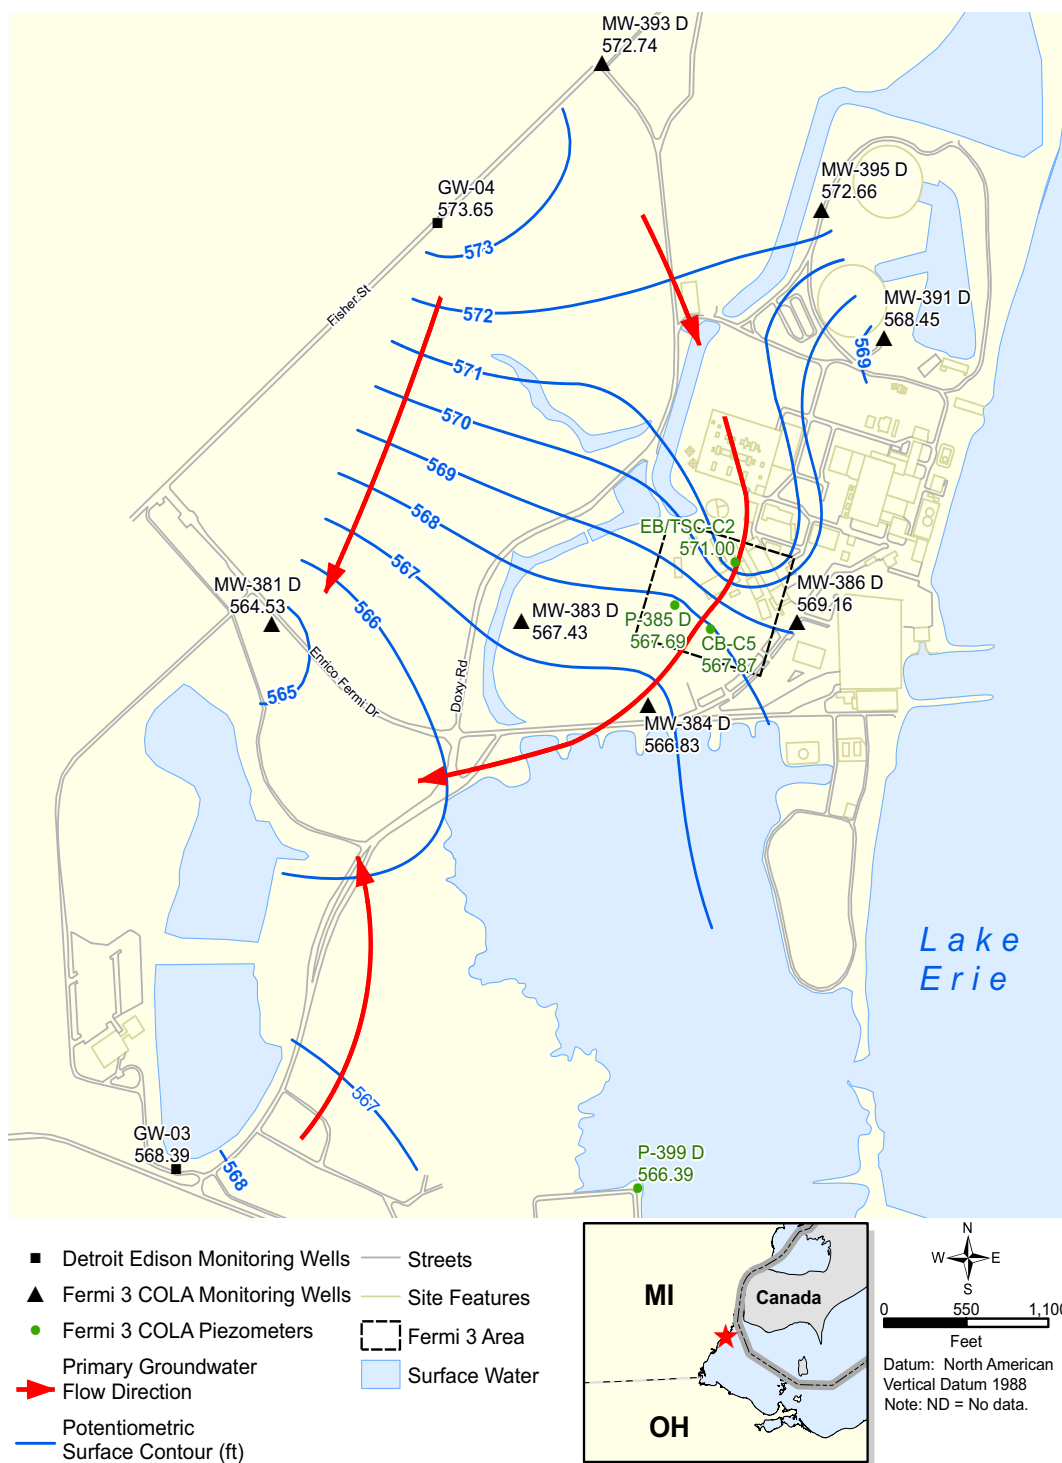 MW-393 D
572.74
MW-395 D
572.66
GW-04
573.65
573
MW-391 D
568.45
572
Fisher St
569
571
570
569
EB/TSC-C2
571.00
568
567
MW-381 D
564.53
MW-386 D
569.16
566
MW-383 D
567.43
P-385 D
567.69
CB-C5
567.87
565
Enrico Fermi Dr
Doxy Rd
MW-384 D
566.83
Lake
Erie
567
GW-03
568.39
568
P-399 D
566.39
Detroit Edison Monitoring Wells
Fermi 3 COLA Monitoring Wells
Fermi 3 COLA Piezometers
Primary Groundwater
Flow Direction
Potentiometric
Surface Contour (ft)
Streets
Site Features
Fermi 3 Area
Surface Water
MI
Canada
OH
N
W E
S
0 550 1,100
Feet
Datum: North American
Vertical Datum 1988
Note: ND = No data.